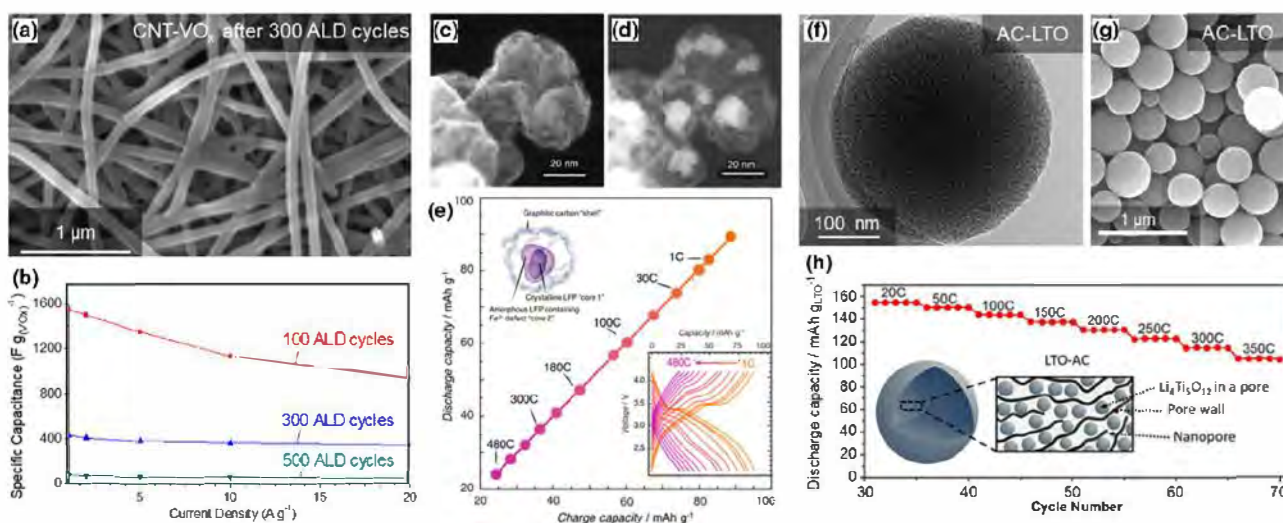 (a)
CNT-VOx after 300 ALD cycles
1 µm
(b)
Specific Capacitance (F g(VOx)-1)
1600
1200
800
400
0
100 ALD cycles
300 ALD cycles
500 ALD cycles
5
10
20
Current Density (A g-1)
(c)
20 nm
(d)
20 nm
(e)
Discharge capacity / mAh g-1
100
80
60
40
20
Graphitic carbon "shell"
Crystalline LFP "core 1"
Amorphous LFP containing
Fe3+ defect "core 2"
1C
30C
100C
180C
300C
480C
Capacity / mAh g-1
0
25
50
75
100
480C
1C
Voltage / V
4.0
3.0
20
40
60
80
100
Charge capacity / mAh g-1
(f)
AC-LTO
100 nm
(g)
AC-LTO
1 µm
(h)
Discharge capacity / mAh gLTO-1
160
140
120
100
80
60
40
20
0
20C
50C
100C
150C
200C
250C
300C
350C
LTO-AC
Li4Ti5O12 in a pore
Pore wall
Nanopore
30
40
50
60
70
Cycle Number